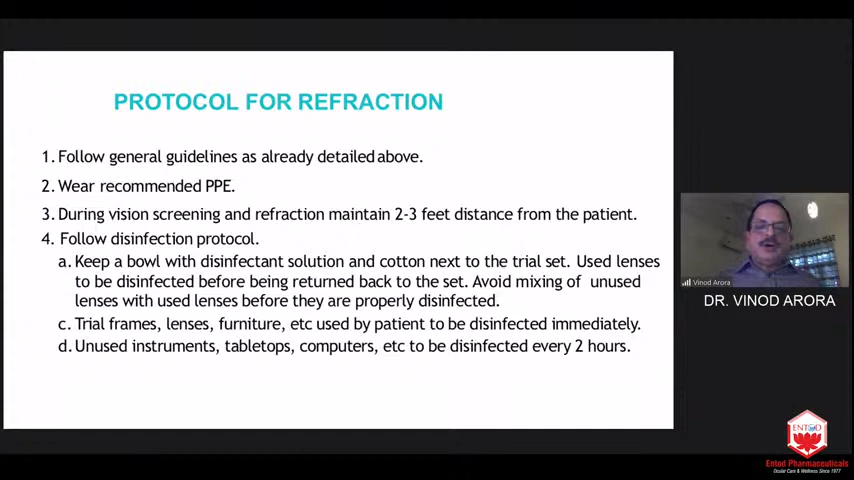 PROTOCOL FOR REFRACTION
1. Follow general guidelines as already detailed above.
2. Wear recommended PPE.
3. During vision screening and refraction maintain 2-3 feet distance from the patient.
4. Follow disinfection protocol.
a. Keep a bowl with disinfectant solution and cotton next to the trial set. Used lenses
to be disinfected before being returned back to the set. Avoid mixing of unused
lenses with used lenses before they are properly disinfected.
c. Trial frames, lenses, furniture, etc used by patient to be disinfected immediately.
d. Unused instruments, tabletops, computers, etc to be disinfected every 2 hours.
Vinod Arora
DR. VINOD ARORA
ENTOD
Entod Pharmaceuticals
Ocular Care & Wellness Since 1977